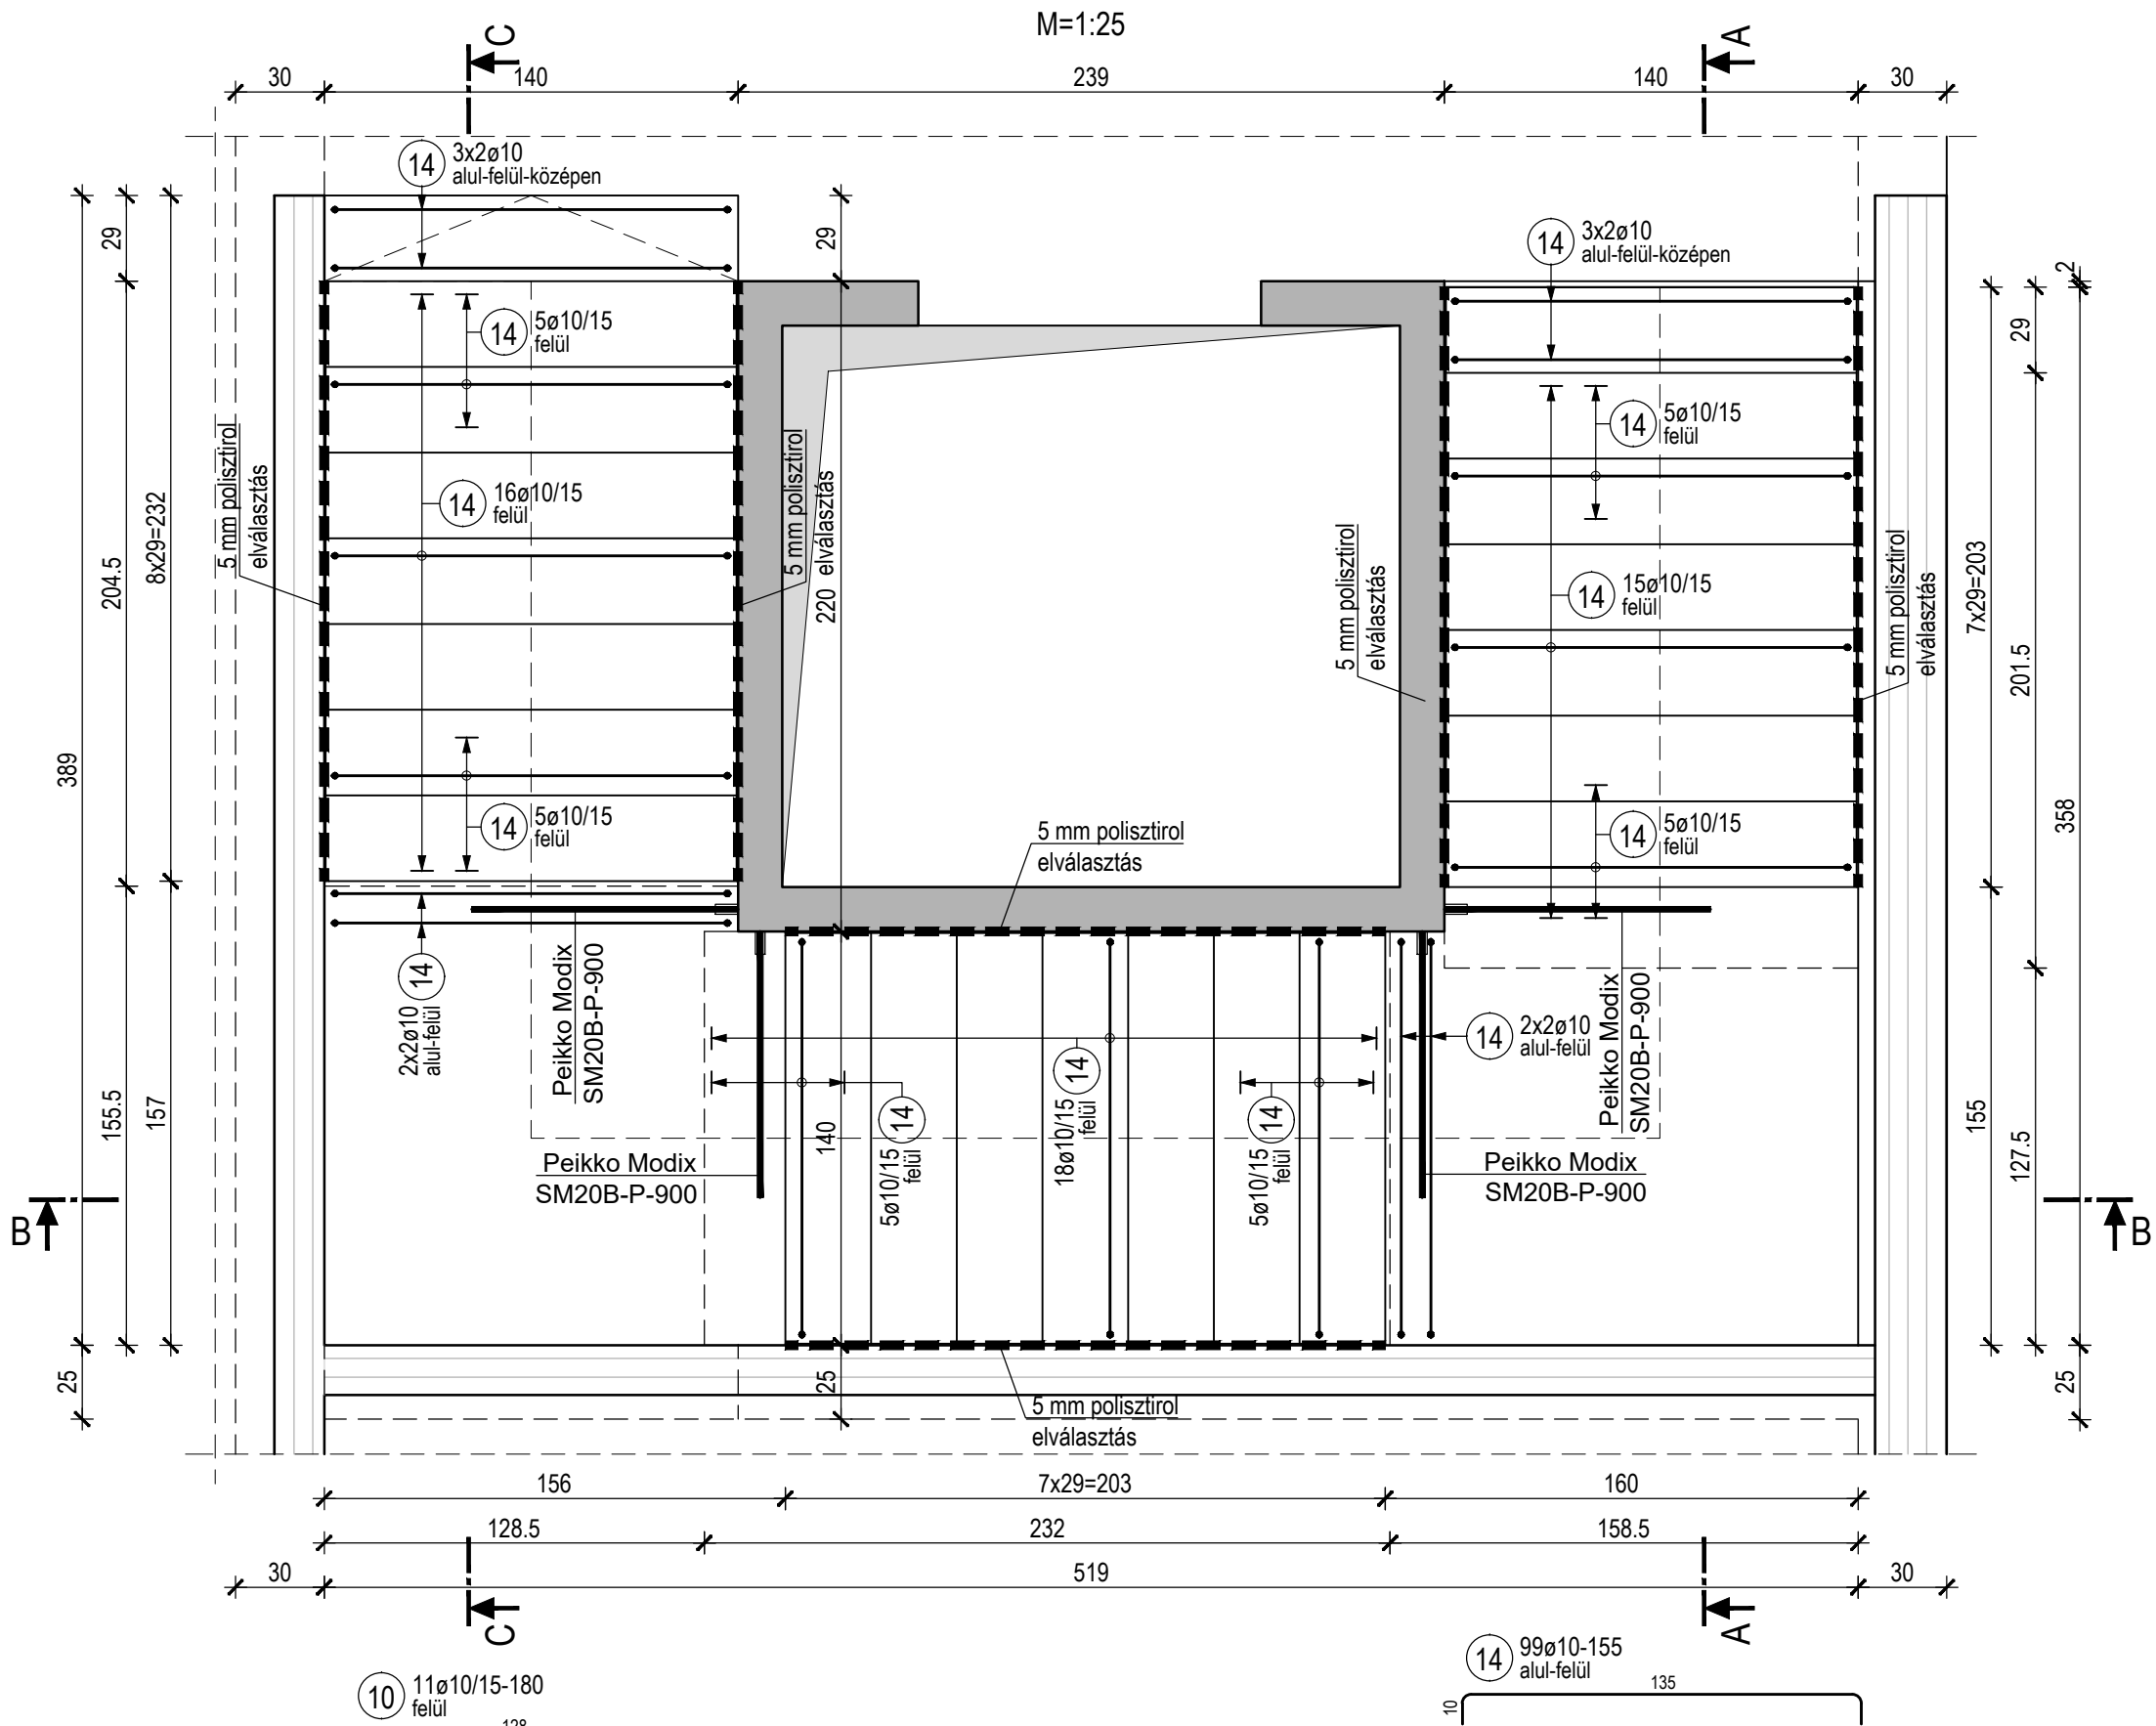 M=1:25
C
A
30
140
239
140
30
14
3x2ø10
alul-felül-középen
14
3x2ø10
alul-felül-középen
29
29
2
29
14
5ø10/15
felül
14
5ø10/15
felül
5 mm polisztirol
elválasztás
5 mm polisztirol
elválasztás
5 mm polisztirol
elválasztás
5 mm polisztirol
elválasztás
14
16ø10/15
felül
14
15ø10/15
felül
389
204.5
8x29=232
220
7x29=203
201.5
358
14
5ø10/15
felül
14
5ø10/15
felül
5 mm polisztirol
elválasztás
14
2x2ø10
alul-felül
Peikko Modix
SM20B-P-900
14
2x2ø10
alul-felül
Peikko Modix
SM20B-P-900
14
18ø10/15
felül
14
5ø10/15
felül
14
5ø10/15
felül
155.5
157
140
155
127.5
Peikko Modix
SM20B-P-900
Peikko Modix
SM20B-P-900
B
B
25
25
25
5 mm polisztirol
elválasztás
156
7x29=203
160
128.5
232
158.5
30
519
30
C
A
10
11ø10/15-180
felül
128
14
99ø10-155
alul-felül
135
10